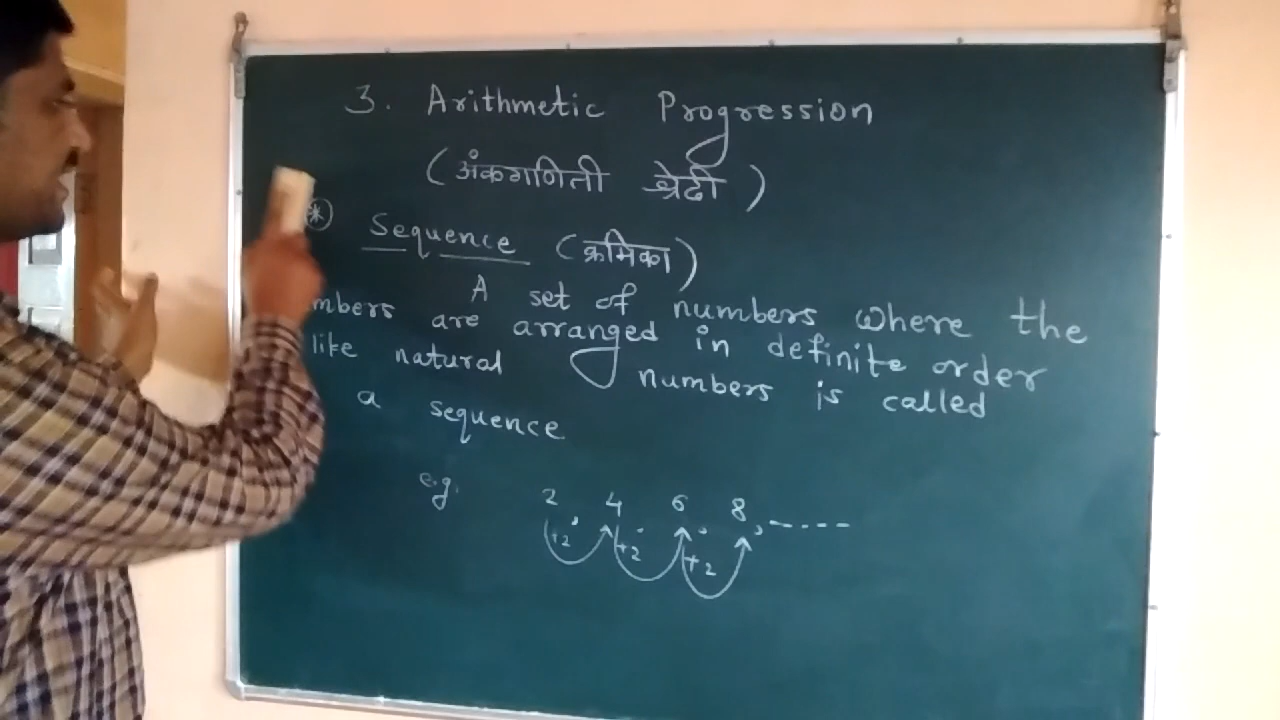 3. Arithmetic Progression
(अंकगणिती श्रेढी)
* Sequence (क्रमिका)
A set of numbers where the
mbers are arranged in definite order
like natural numbers is called
a sequence
e.g. 2, 4, 6, 8, -----
+2 +2 +2